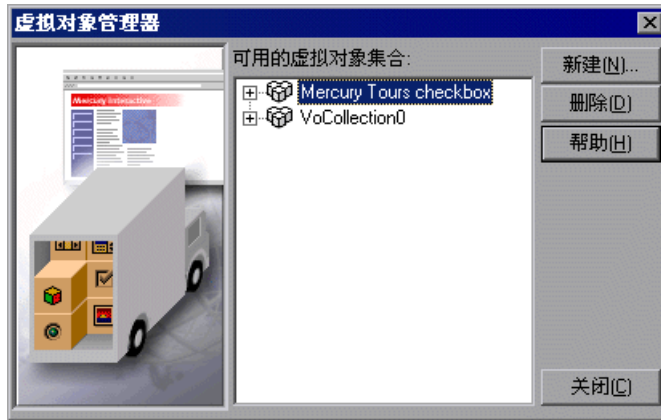 虚拟对象管理器
可用的虚拟对象集合:
Mercury Interactive
Mercury Tours checkbox
VoCollection0
新建(N)...
删除(D)
帮助(H)
关闭(C)